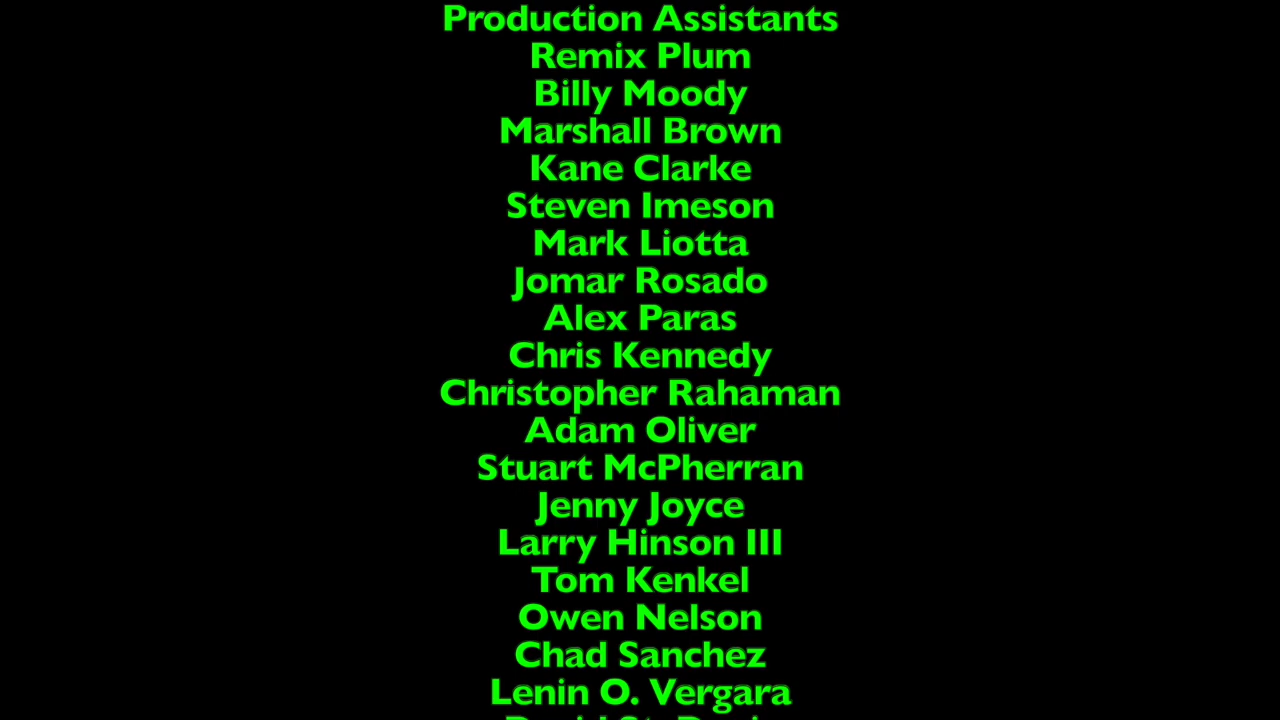 Production Assistants
Remix Plum
Billy Moody
Marshall Brown
Kane Clarke
Steven Imeson
Mark Liotta
Jomar Rosado
Alex Paras
Chris Kennedy
Christopher Rahaman
Adam Oliver
Stuart McPherran
Jenny Joyce
Larry Hinson III
Tom Kenkel
Owen Nelson
Chad Sanchez
Lenin O. Vergara